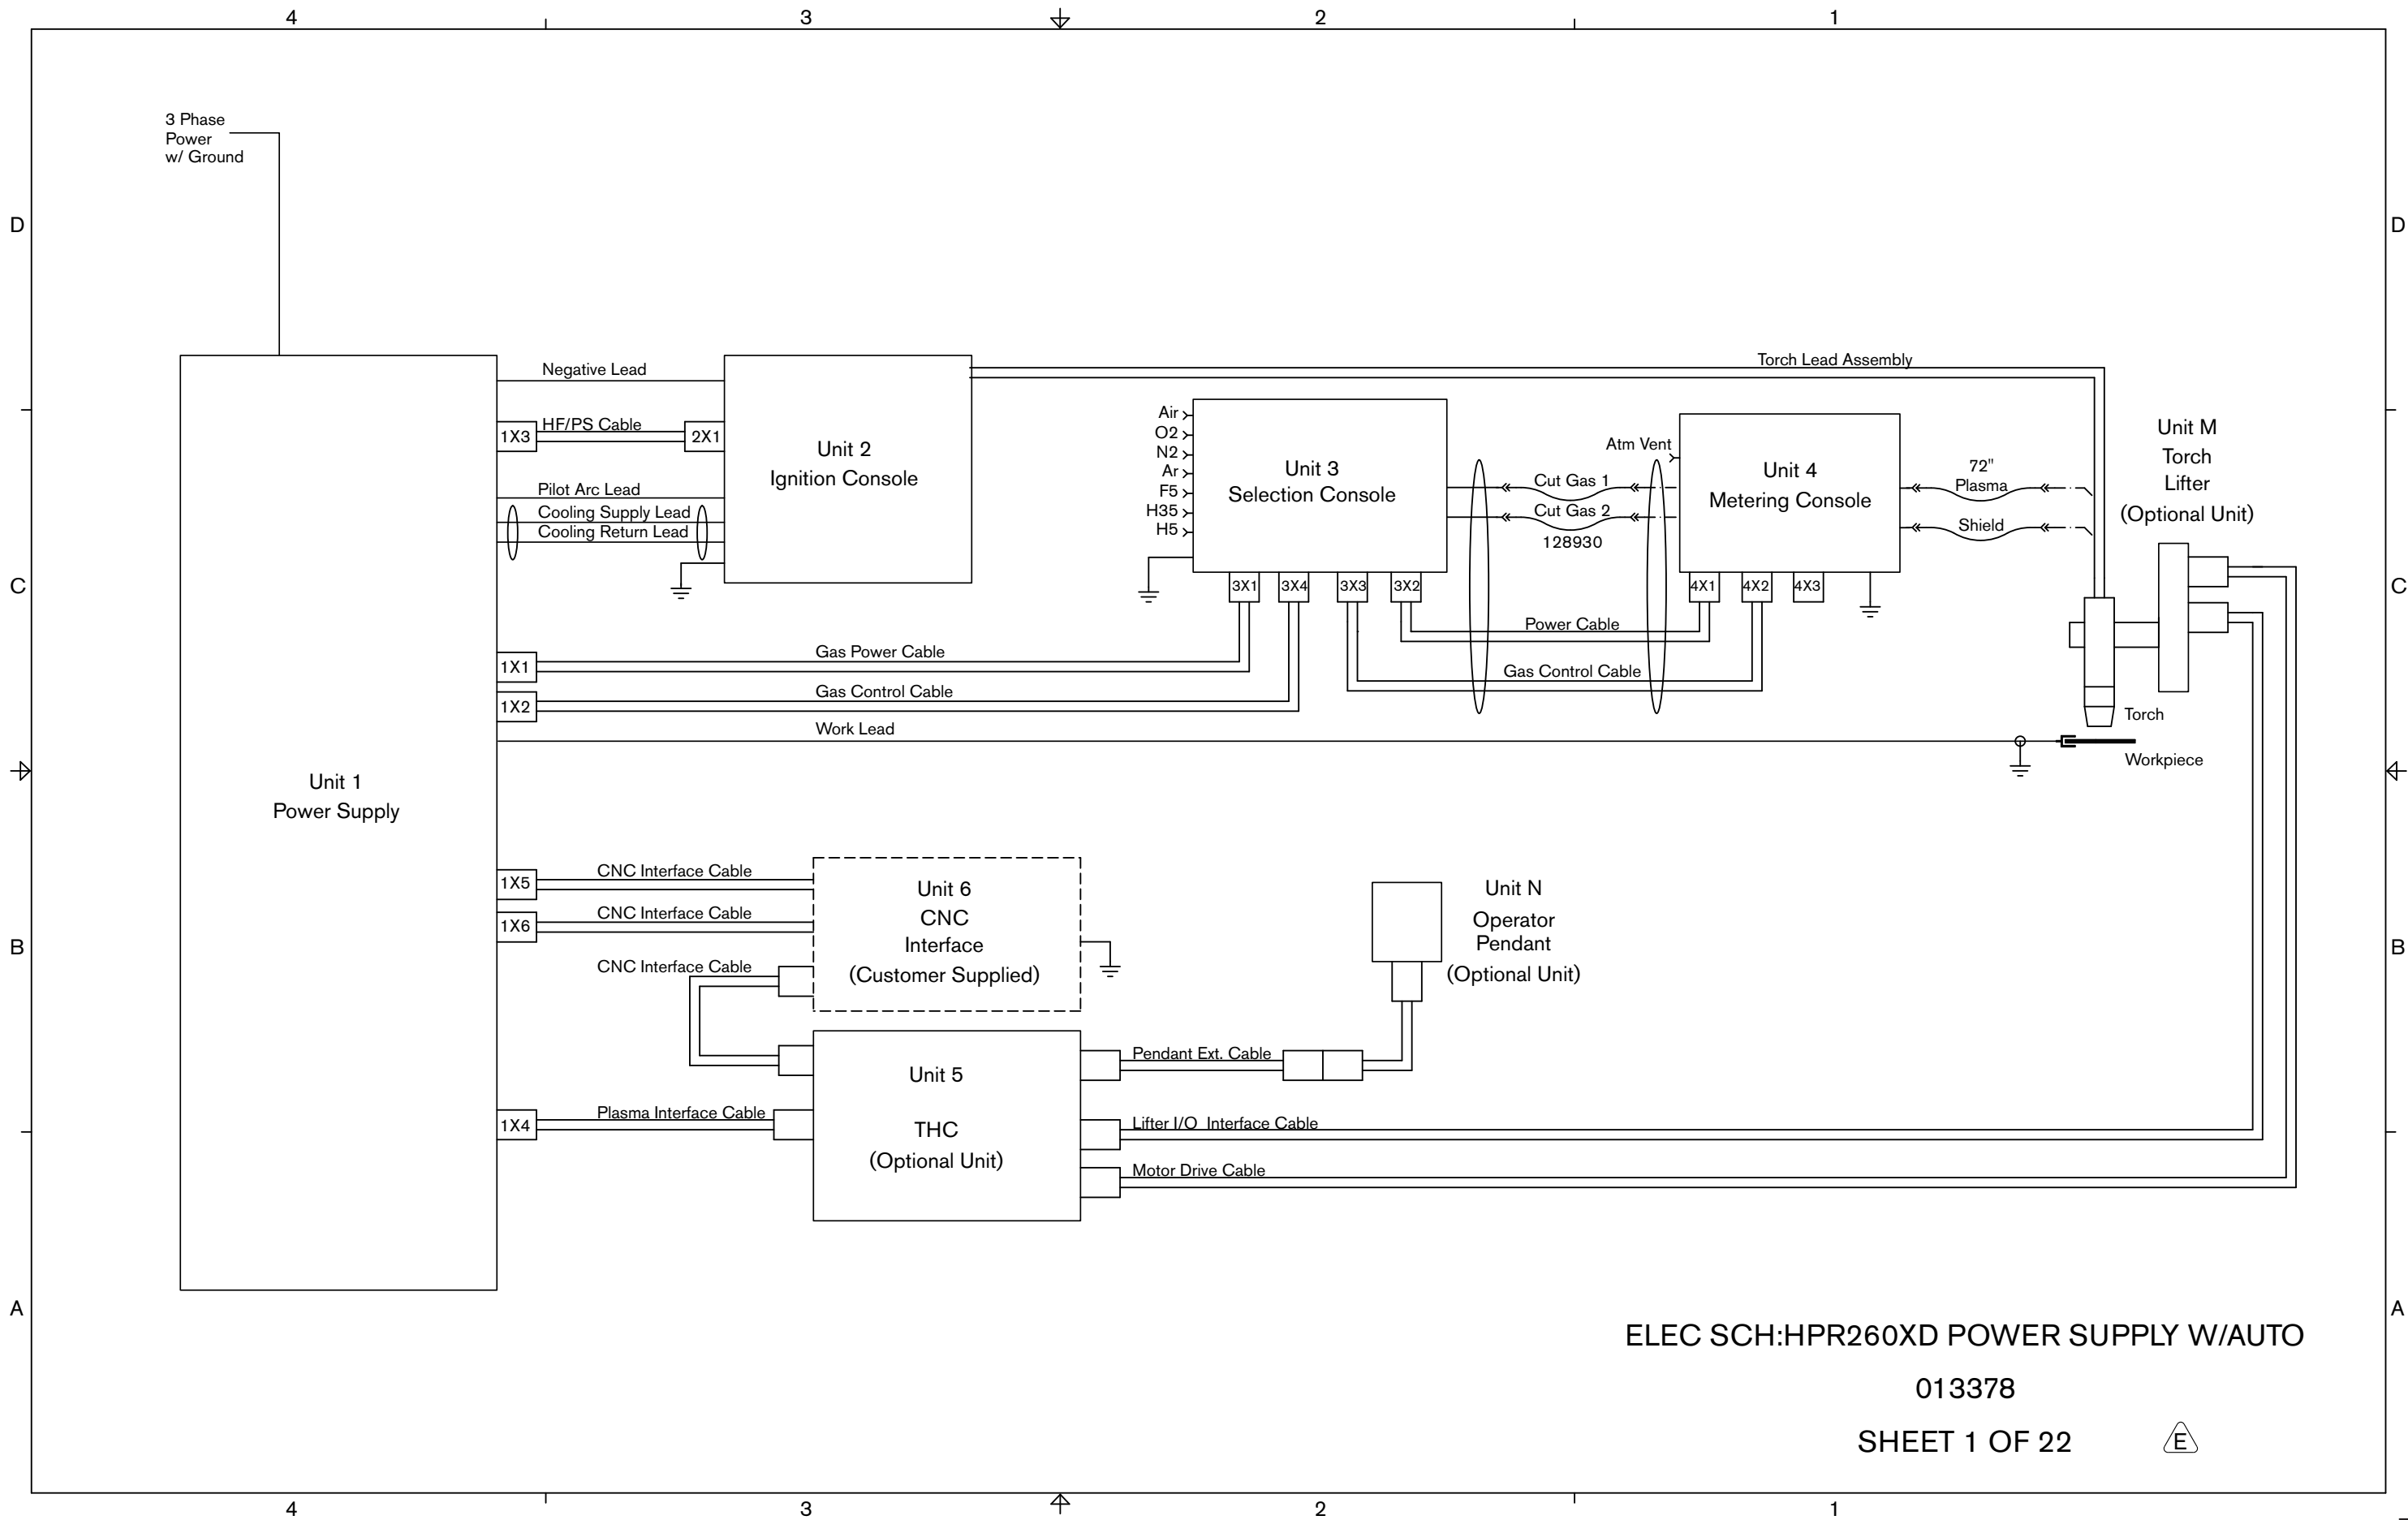 4 3 2 1
3 Phase
Power
w/ Ground
D D
Negative Lead
Torch Lead Assembly
1X3 HF/PS Cable 2X1
Unit 2
Ignition Console
Pilot Arc Lead
Cooling Supply Lead
Cooling Return Lead
Air
O2
N2
Ar
F5
H35
H5
Unit 3
Selection Console
Cut Gas 1
Cut Gas 2
128930
Atm Vent
Unit 4
Metering Console
72"
Plasma
Shield
Unit M
Torch
Lifter
(Optional Unit)
C C
3X1 3X4 3X3 3X2 4X1 4X2 4X3
Power Cable
Gas Control Cable
1X1 Gas Power Cable
1X2 Gas Control Cable
Work Lead
Torch
Workpiece
Unit 1
Power Supply
1X5 CNC Interface Cable
1X6 CNC Interface Cable
CNC Interface Cable
Unit 6
CNC
Interface
(Customer Supplied)
Unit N
Operator
Pendant
(Optional Unit)
B B
1X4 Plasma Interface Cable
Unit 5
THC
(Optional Unit)
Pendant Ext. Cable
Lifter I/O Interface Cable
Motor Drive Cable
A A
ELEC SCH:HPR260XD POWER SUPPLY W/AUTO
013378
SHEET 1 OF 22 E
4 3 2 1